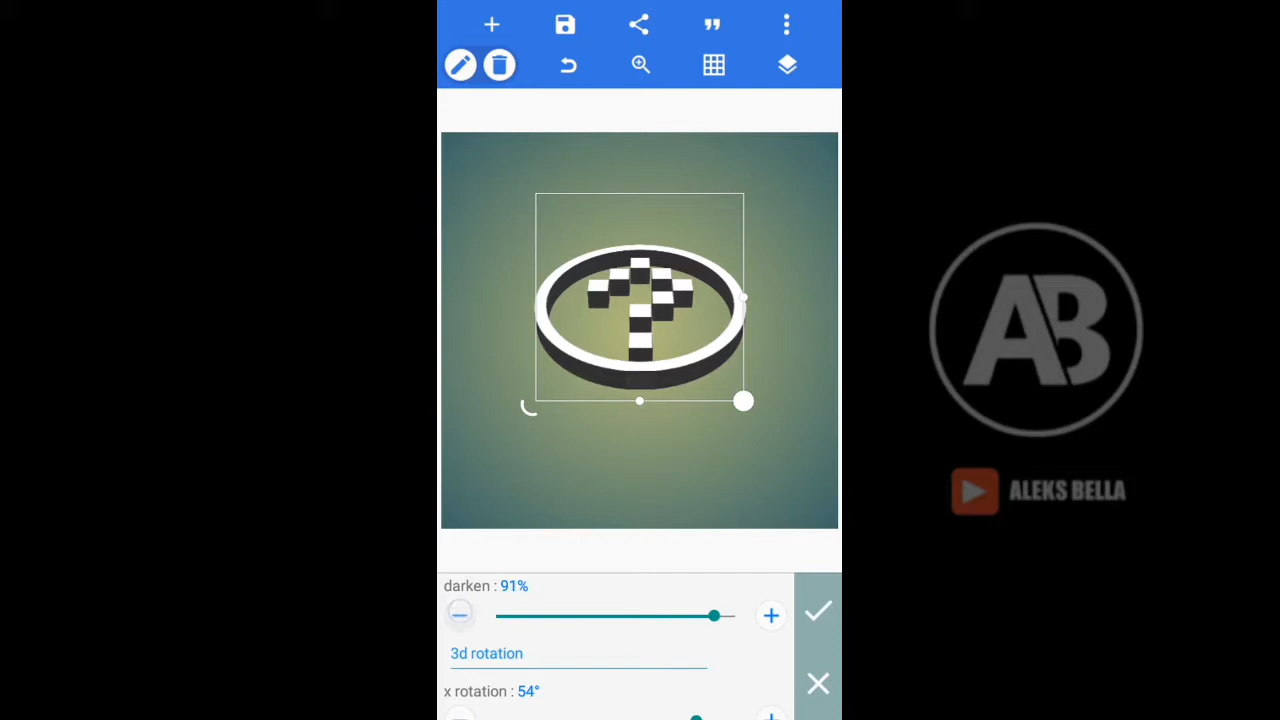 darken : 91%
3d rotation
x rotation : 54°
AB
ALEKS BELLA